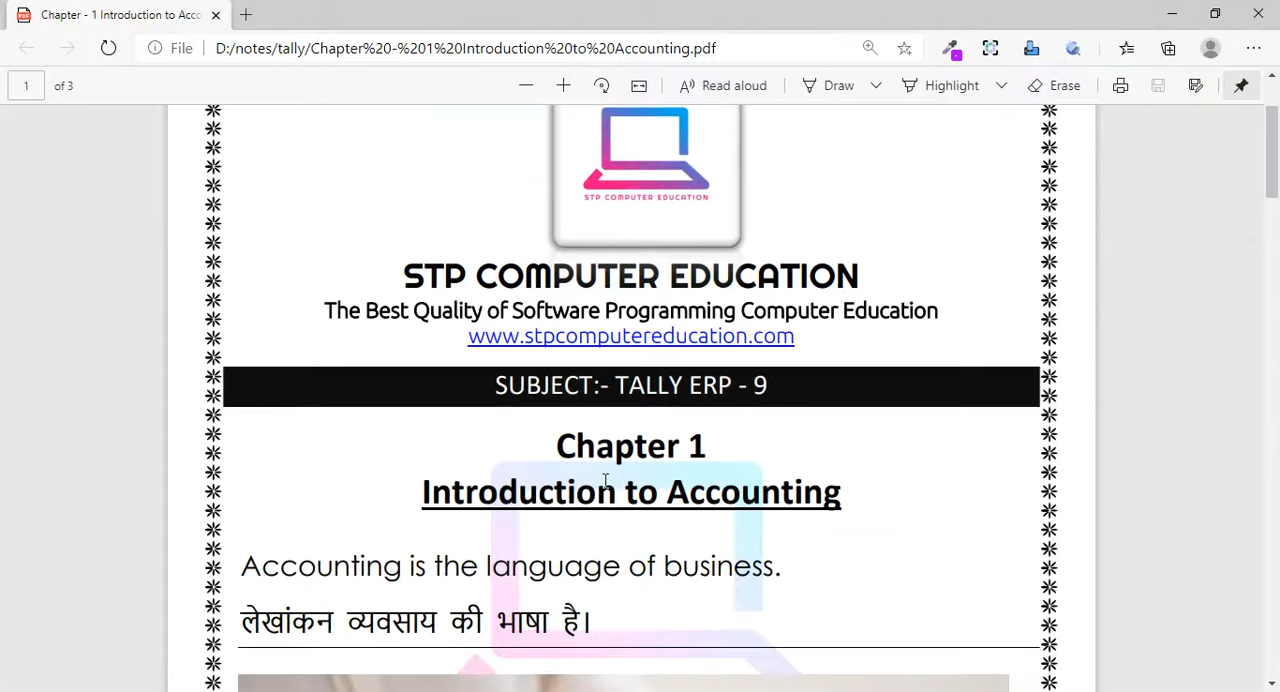 Chapter - 1 Introduction to Acco
File D:/notes/tally/Chapter%20-%201%20Introduction%20to%20Accounting.pdf
1 of 3 Read aloud Draw Highlight Erase
STP COMPUTER EDUCATION
STP COMPUTER EDUCATION
The Best Quality of Software Programming Computer Education
www.stpcomputereducation.com
SUBJECT:- TALLY ERP - 9
Chapter 1
Introduction to Accounting
Accounting is the language of business.
लेखांकन व्यवसाय की भाषा है।